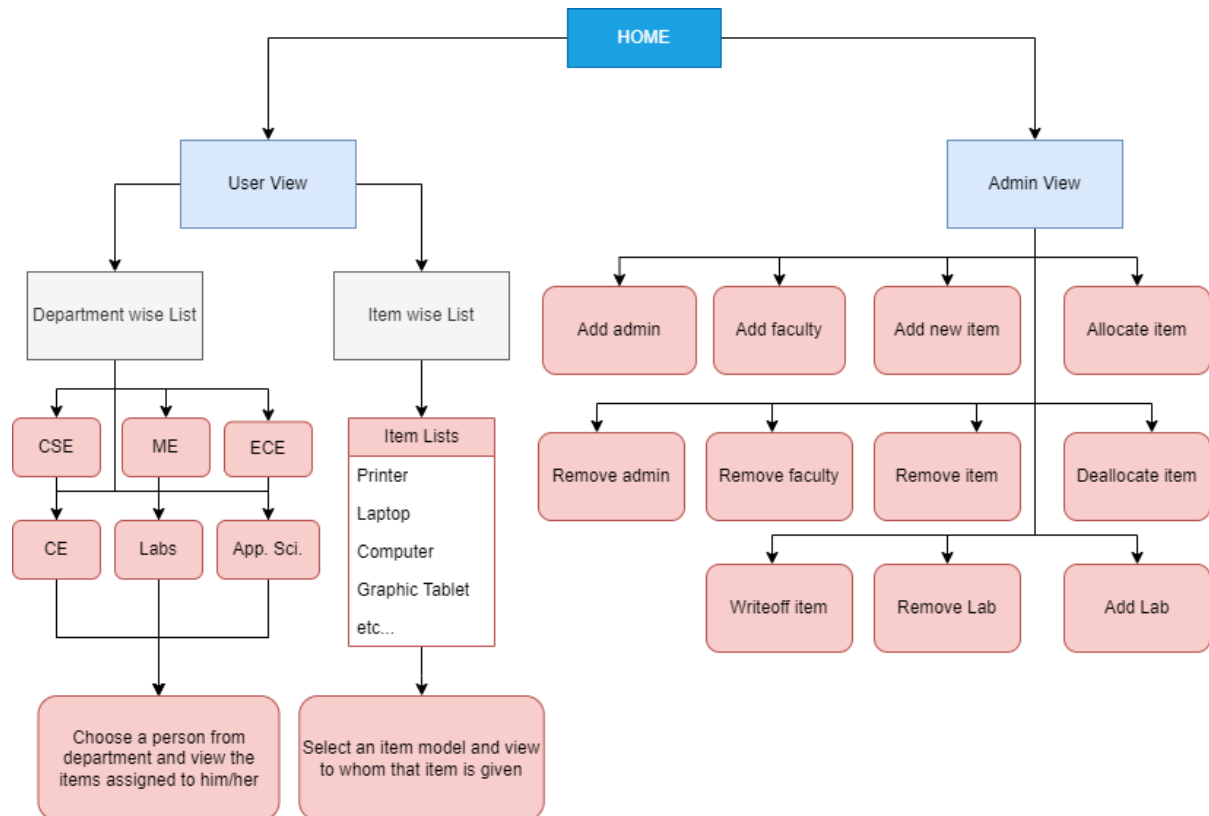 HOME
User View
Admin View
Department wise List
Item wise List
Add admin
Add faculty
Add new item
Allocate item
CSE
ME
ECE
Item Lists
Printer
Laptop
Computer
Graphic Tablet
etc...
Remove admin
Remove faculty
Remove item
Deallocate item
CE
Labs
App. Sci.
Writeoff item
Remove Lab
Add Lab
Choose a person from
department and view the
items assigned to him/her
Select an item model and view
to whom that item is given